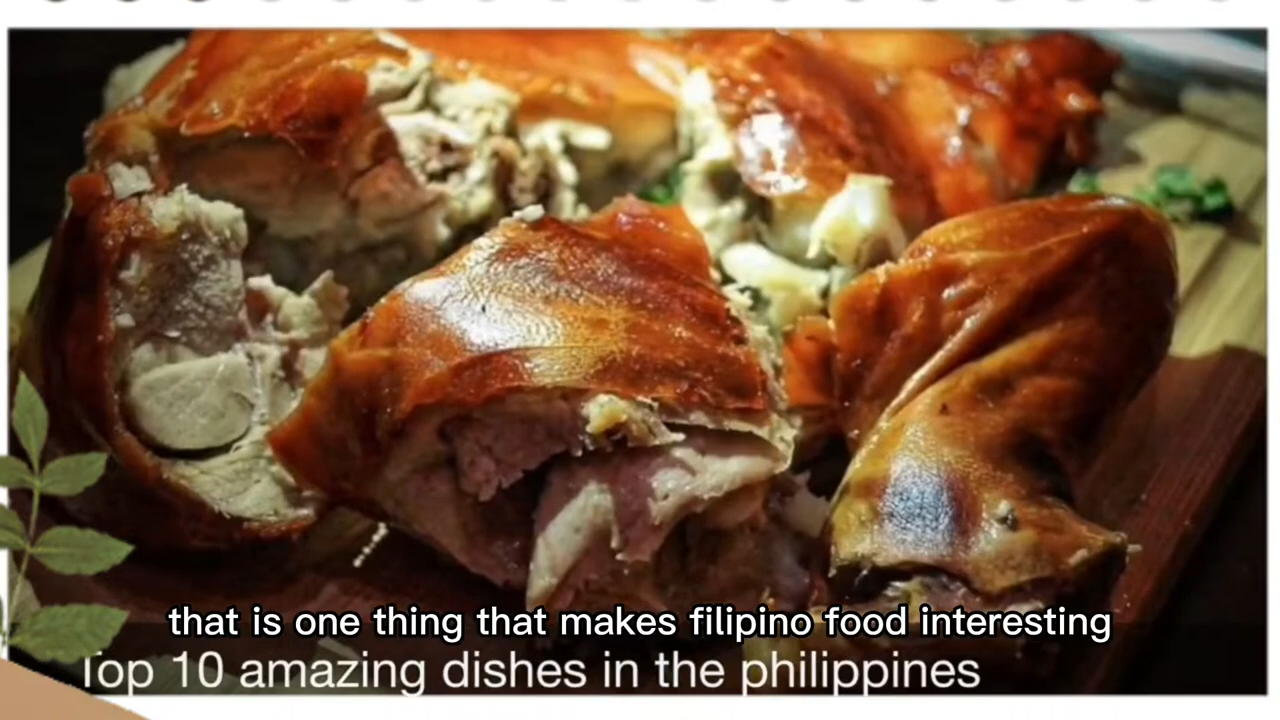 that is one thing that makes filipino food interesting
Top 10 amazing dishes in the philippines